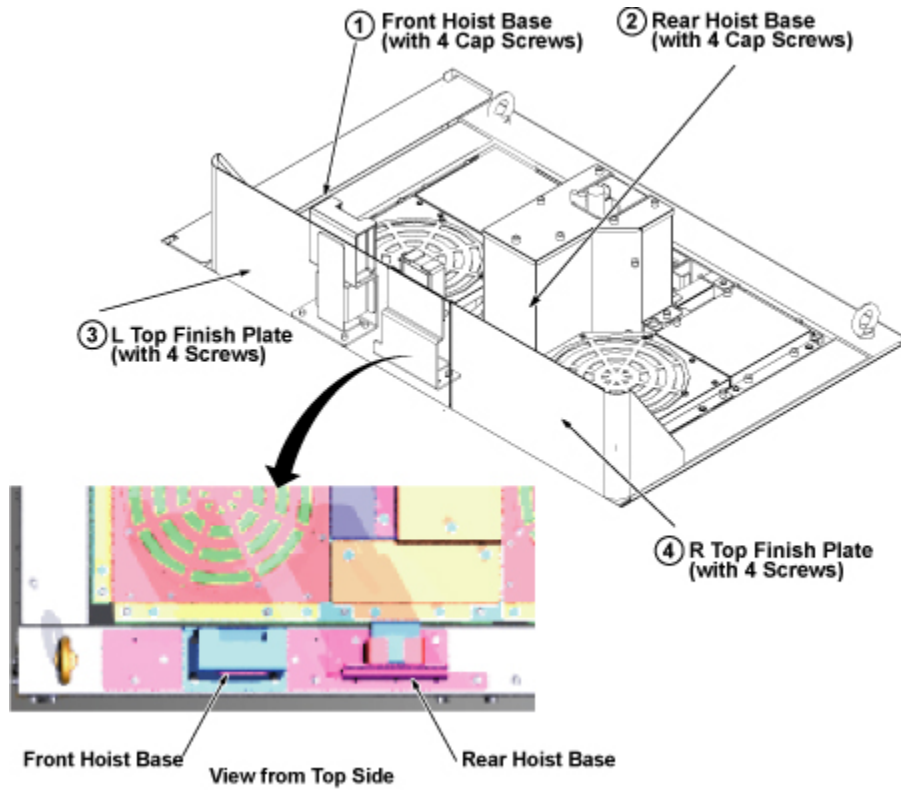 ① Front Hoist Base
(with 4 Cap Screws)
② Rear Hoist Base
(with 4 Cap Screws)
③ L Top Finish Plate
(with 4 Screws)
④ R Top Finish Plate
(with 4 Screws)
Front Hoist Base
Rear Hoist Base
View from Top Side